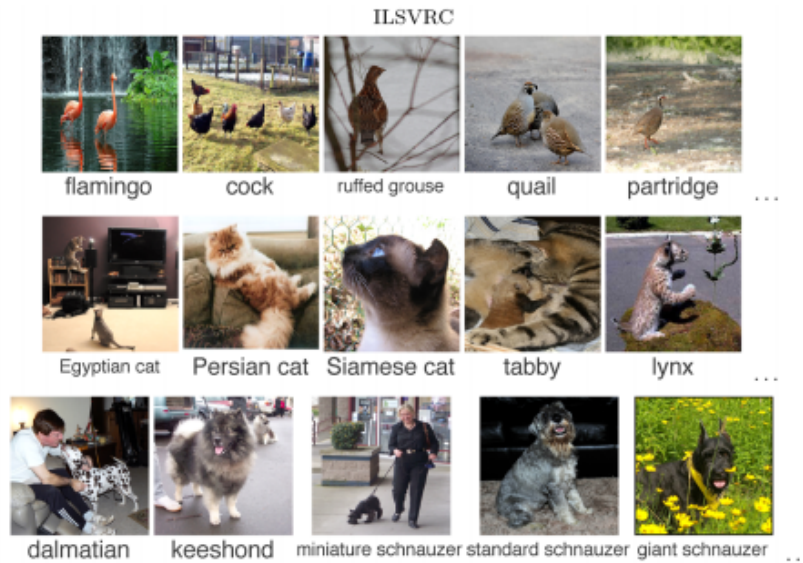 ILSVRC
flamingo cock ruffed grouse quail partridge ...
Egyptian cat Persian cat Siamese cat tabby lynx ...
dalmatian keeshond miniature schnauzer standard schnauzer giant schnauzer ...